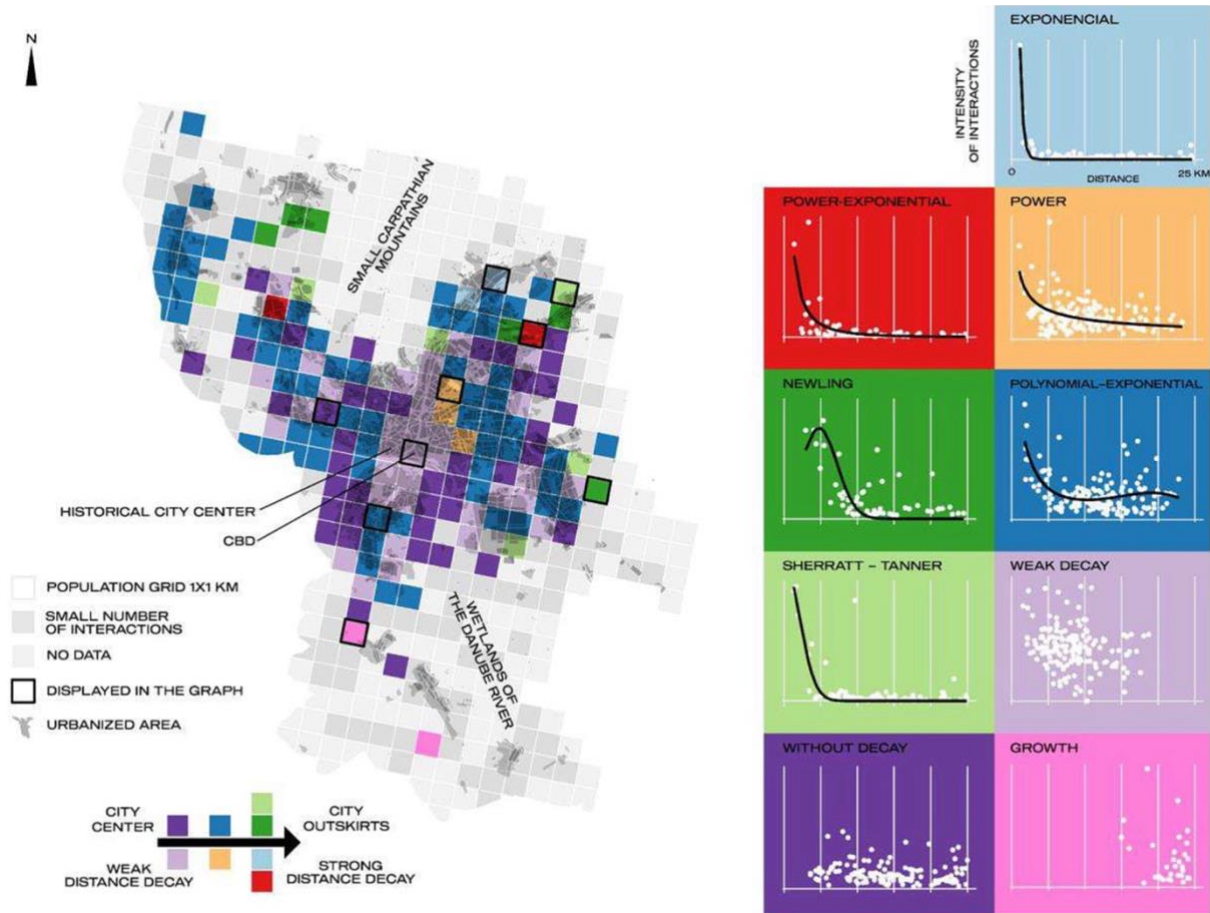 N
SMALL CARPATHIAN
MOUNTAINS
HISTORICAL CITY CENTER
CBD
POPULATION GRID 1X1 KM
SMALL NUMBER
OF INTERACTIONS
NO DATA
DISPLAYED IN THE GRAPH
URBANIZED AREA
WETLANDS OF
THE DANUBE RIVER
CITY
CENTER
CITY
OUTSKIRTS
WEAK
DISTANCE DECAY
STRONG
DISTANCE DECAY
INTENSITY
OF INTERACTIONS
EXPONENCIAL
0
25 KM
DISTANCE
POWER-EXPONENTIAL
POWER
NEWLING
POLYNOMIAL-EXPONENTIAL
SHERRATT - TANNER
WEAK DECAY
WITHOUT DECAY
GROWTH